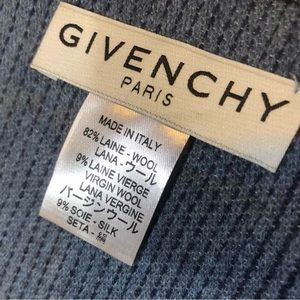 GIVENCHY
PARIS
MADE IN ITALY
82% LAINE - WOOL
LANA - ウール
9% LAINE VIERGE
VIRGIN WOOL
LANA VERGINE
バージンウール
9% SOIE - SILK
SETA -